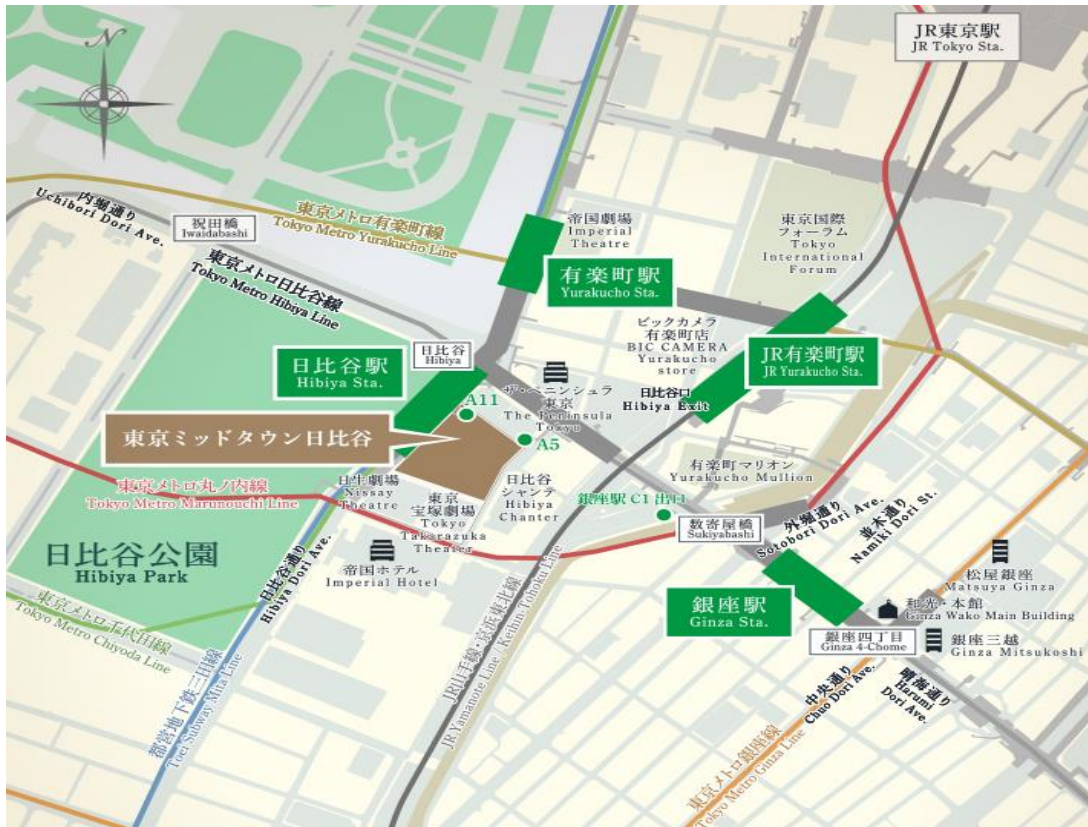 N
JR東京駅
JR Tokyo Sta.
内堀通り
Uchibori Dori Ave.
祝田橋
Iwaidabashi
東京メトロ有楽町線
Tokyo Metro Yurakucho Line
帝国劇場
Imperial
Theatre
東京国際
フォーラム
Tokyo
International
Forum
東京メトロ日比谷線
Tokyo Metro Hibiya Line
有楽町駅
Yurakucho Sta.
ビックカメラ
有楽町店
BIC CAMERA
Yurakucho
store
JR有楽町駅
JR Yurakucho Sta.
日比谷駅
Hibiya Sta.
日比谷
Hibiya
ザ・ペニンシュラ
東京
The Peninsula
Tokyo
日比谷口
Hibiya Exit
A11
A5
東京ミッドタウン日比谷
有楽町マリオン
Yurakucho Mullion
東京メトロ丸ノ内線
Tokyo Metro Marunouchi Line
日生劇場
Nissay
Theatre
東京
宝塚劇場
Tokyo
Takarazuka
Theater
日比谷
シャンテ
Hibiya
Chanter
銀座駅 C1 出口
数寄屋橋
Sukiyabashi
外堀通り
Sotobori Dori Ave.
並木通り
Namiki Dori St.
日比谷公園
Hibiya Park
日比谷通り
Hibiya Dori Ave.
帝国ホテル
Imperial Hotel
松屋銀座
Matsuya Ginza
銀座駅
Ginza Sta.
和光・本館
Ginza Wako Main Building
銀座四丁目
Ginza 4-Chome
銀座三越
Ginza Mitsukoshi
東京メトロ千代田線
Tokyo Metro Chiyoda Line
都営地下鉄三田線
Toei Subway Mita Line
JR山手線・京浜東北線
JR Yamanote Line / Keihin Tohoku Line
中央通り
Chuo Dori Ave.
晴海通り
Harumi
Dori Ave.
東京メトロ銀座線
Tokyo Metro Ginza Line